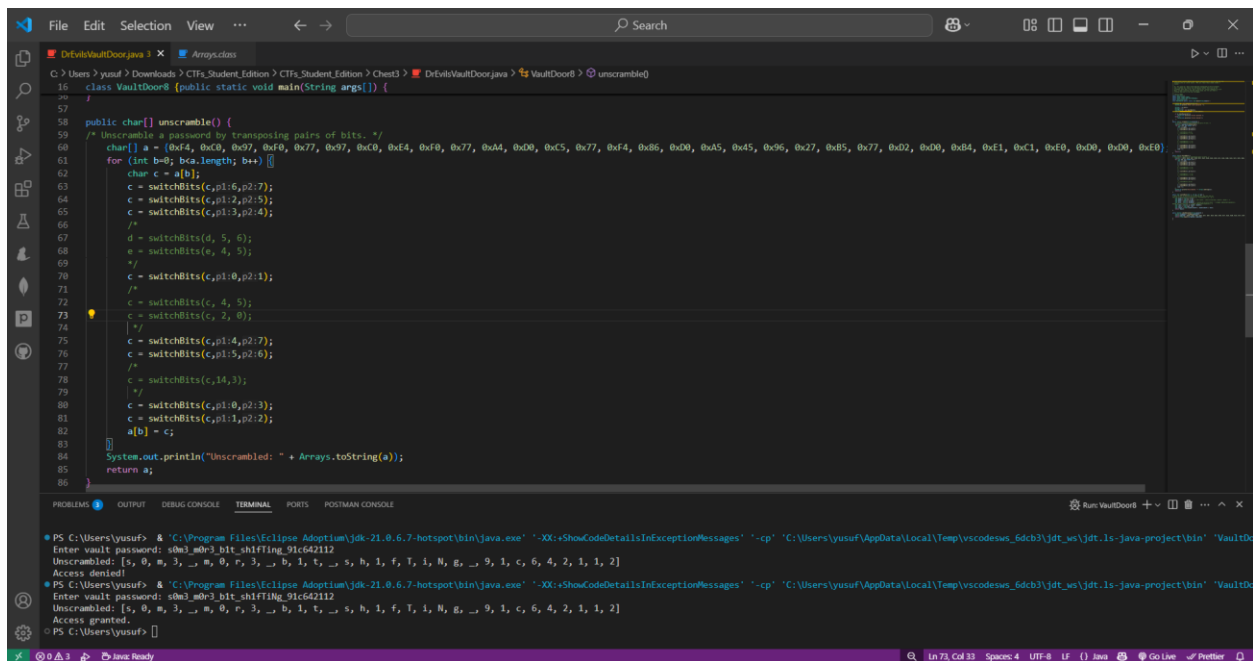 File Edit Selection View ··· Search
DrEvilsVaultDoor.java 3 Arrays.class
C: > Users > yusuf > Downloads > CTFs_Student_Edition > CTFs_Student_Edition > Chest3 > DrEvilsVaultDoor.java > VaultDoor8 > unscramble()
16 class VaultDoor8 {public static void main(String args[]) {
56 }
57
58 public char[] unscramble() {
59 /* Unscramble a password by transposing pairs of bits. */
60 char[] a = {0xF4, 0xC0, 0x97, 0xF0, 0x77, 0x97, 0xC0, 0xE4, 0xF0, 0x77, 0xA4, 0xD0, 0xC5, 0x77, 0xF4, 0x86, 0xD0, 0xA5, 0x45, 0x96, 0x27, 0xB5, 0x77, 0xD2, 0xD0, 0xB4, 0xE1, 0xC1, 0xE0, 0xD0, 0xD0, 0xE0}
61 for (int b=0; b<a.length; b++) {
62 char c = a[b];
63 c = switchBits(c,p1:6,p2:7);
64 c = switchBits(c,p1:2,p2:5);
65 c = switchBits(c,p1:3,p2:4);
66 /*
67 d = switchBits(d, 5, 6);
68 e = switchBits(e, 4, 5);
69 */
70 c = switchBits(c,p1:0,p2:1);
71 /*
72 c = switchBits(c, 4, 5);
73 c = switchBits(c, 2, 0);
74 */
75 c = switchBits(c,p1:4,p2:7);
76 c = switchBits(c,p1:5,p2:6);
77 /*
78 c = switchBits(c,14,3);
79 */
80 c = switchBits(c,p1:0,p2:3);
81 c = switchBits(c,p1:1,p2:2);
82 a[b] = c;
83 }
84 System.out.println("Unscrambled: " + Arrays.toString(a));
85 return a;
86 }
PROBLEMS 3 OUTPUT DEBUG CONSOLE TERMINAL PORTS POSTMAN CONSOLE Run: VaultDoor8
PS C:\Users\yusuf> & 'C:\Program Files\Eclipse Adoptium\jdk-21.0.6.7-hotspot\bin\java.exe' '-XX:+ShowCodeDetailsInExceptionMessages' '-cp' 'C:\Users\yusuf\AppData\Local\Temp\vscodesws_6dcb3\jdt_ws\jdt.ls-java-project\bin' 'VaultDo
Enter vault password: s0m3_m0r3_b1t_sh1fTing_91c642112
Unscrambled: [s, 0, m, 3, _, m, 0, r, 3, _, b, 1, t, _, s, h, 1, f, T, i, N, g, _, 9, 1, c, 6, 4, 2, 1, 1, 2]
Access denied!
PS C:\Users\yusuf> & 'C:\Program Files\Eclipse Adoptium\jdk-21.0.6.7-hotspot\bin\java.exe' '-XX:+ShowCodeDetailsInExceptionMessages' '-cp' 'C:\Users\yusuf\AppData\Local\Temp\vscodesws_6dcb3\jdt_ws\jdt.ls-java-project\bin' 'VaultDo
Enter vault password: s0m3_m0r3_b1t_sh1fTiNg_91c642112
Unscrambled: [s, 0, m, 3, _, m, 0, r, 3, _, b, 1, t, _, s, h, 1, f, T, i, N, g, _, 9, 1, c, 6, 4, 2, 1, 1, 2]
Access granted.
PS C:\Users\yusuf>
0 3 Java: Ready Ln 73, Col 33 Spaces: 4 UTF-8 LF {} Java Go Live Prettier